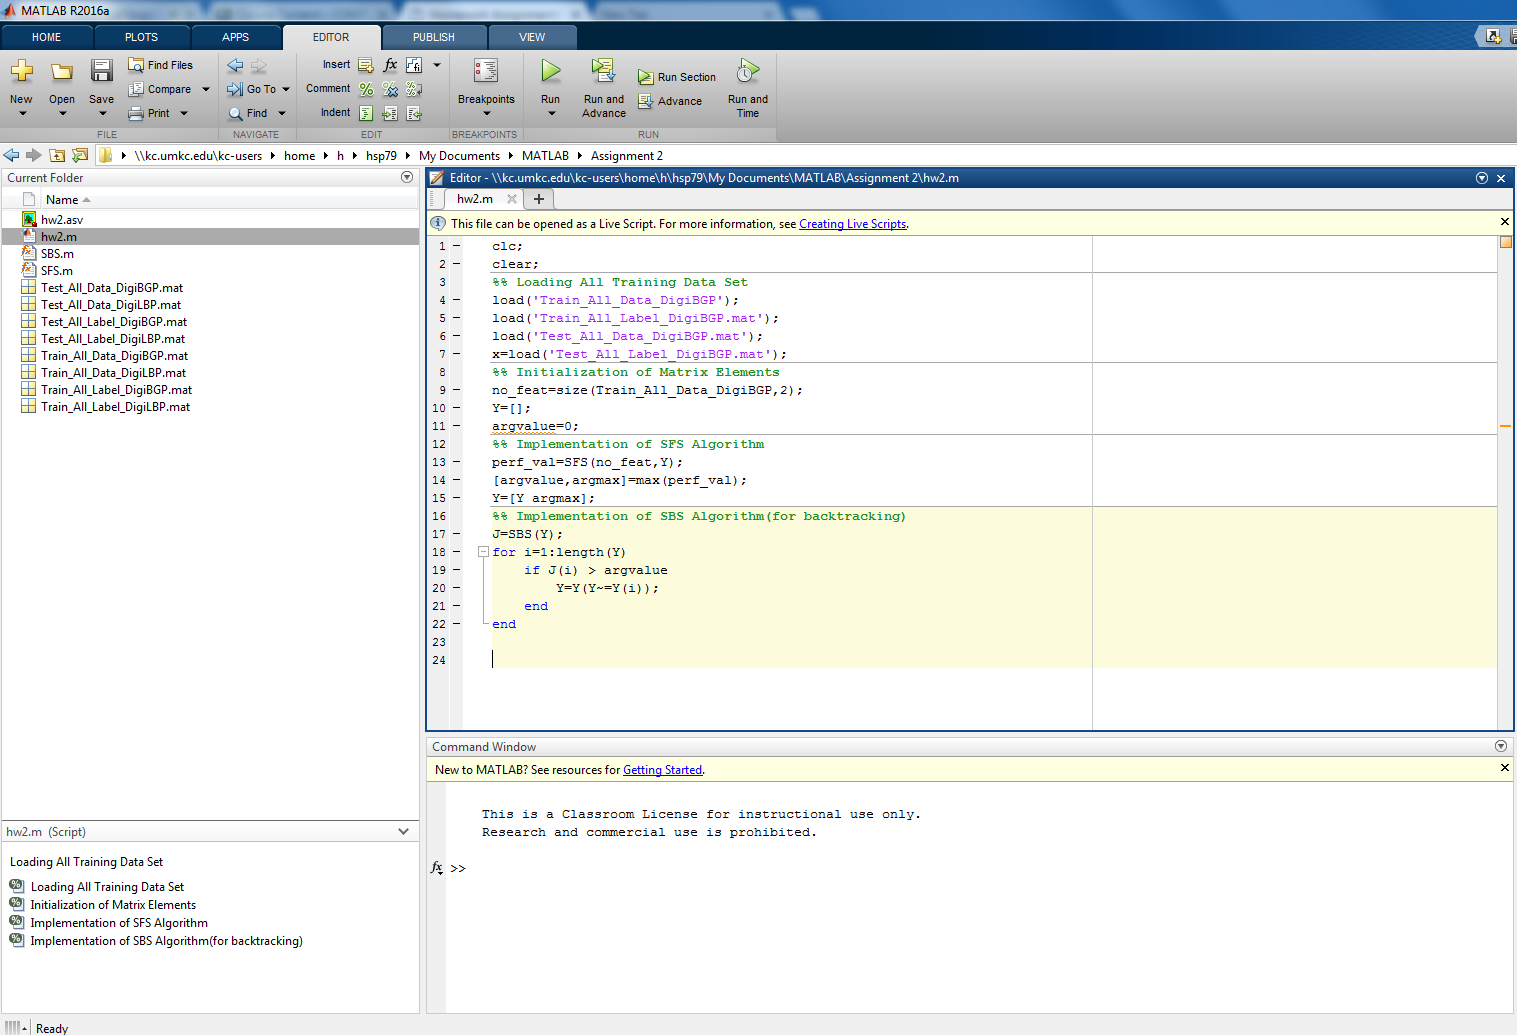 MATLAB R2016a
HOME PLOTS APPS EDITOR PUBLISH VIEW
New
Open
Save
Find Files
Compare
Print
FILE
Go To
Find
NAVIGATE
Insert fx
Comment
Indent
EDIT
Breakpoints
BREAKPOINTS
Run
Run and Advance
Run Section
Advance
Run and Time
RUN
\\kc.umkc.edu\kc-users home h hsp79 My Documents MATLAB Assignment 2
Current Folder
Name
hw2.asv
hw2.m
SBS.m
SFS.m
Test_All_Data_DigiBGP.mat
Test_All_Data_DigiLBP.mat
Test_All_Label_DigiBGP.mat
Test_All_Label_DigiLBP.mat
Train_All_Data_DigiBGP.mat
Train_All_Data_DigiLBP.mat
Train_All_Label_DigiBGP.mat
Train_All_Label_DigiLBP.mat
hw2.m (Script)
Loading All Training Data Set
Loading All Training Data Set
Initialization of Matrix Elements
Implementation of SFS Algorithm
Implementation of SBS Algorithm(for backtracking)
Editor - \\kc.umkc.edu\kc-users\home\h\hsp79\My Documents\MATLAB\Assignment 2\hw2.m
hw2.m
This file can be opened as a Live Script. For more information, see Creating Live Scripts.
1 clc;
2 clear;
3 %% Loading All Training Data Set
4 load('Train_All_Data_DigiBGP');
5 load('Train_All_Label_DigiBGP.mat');
6 load('Test_All_Data_DigiBGP.mat');
7 x=load('Test_All_Label_DigiBGP.mat');
8 %% Initialization of Matrix Elements
9 no_feat=size(Train_All_Data_DigiBGP,2);
10 Y=[];
11 argvalue=0;
12 %% Implementation of SFS Algorithm
13 perf_val=SFS(no_feat,Y);
14 [argvalue,argmax]=max(perf_val);
15 Y=[Y argmax];
16 %% Implementation of SBS Algorithm(for backtracking)
17 J=SBS(Y);
18 for i=1:length(Y)
19 if J(i) > argvalue
20 Y=Y(Y~=Y(i));
21 end
22 end
23
24
Command Window
New to MATLAB? See resources for Getting Started.
This is a Classroom License for instructional use only.
Research and commercial use is prohibited.
fx >>
Ready